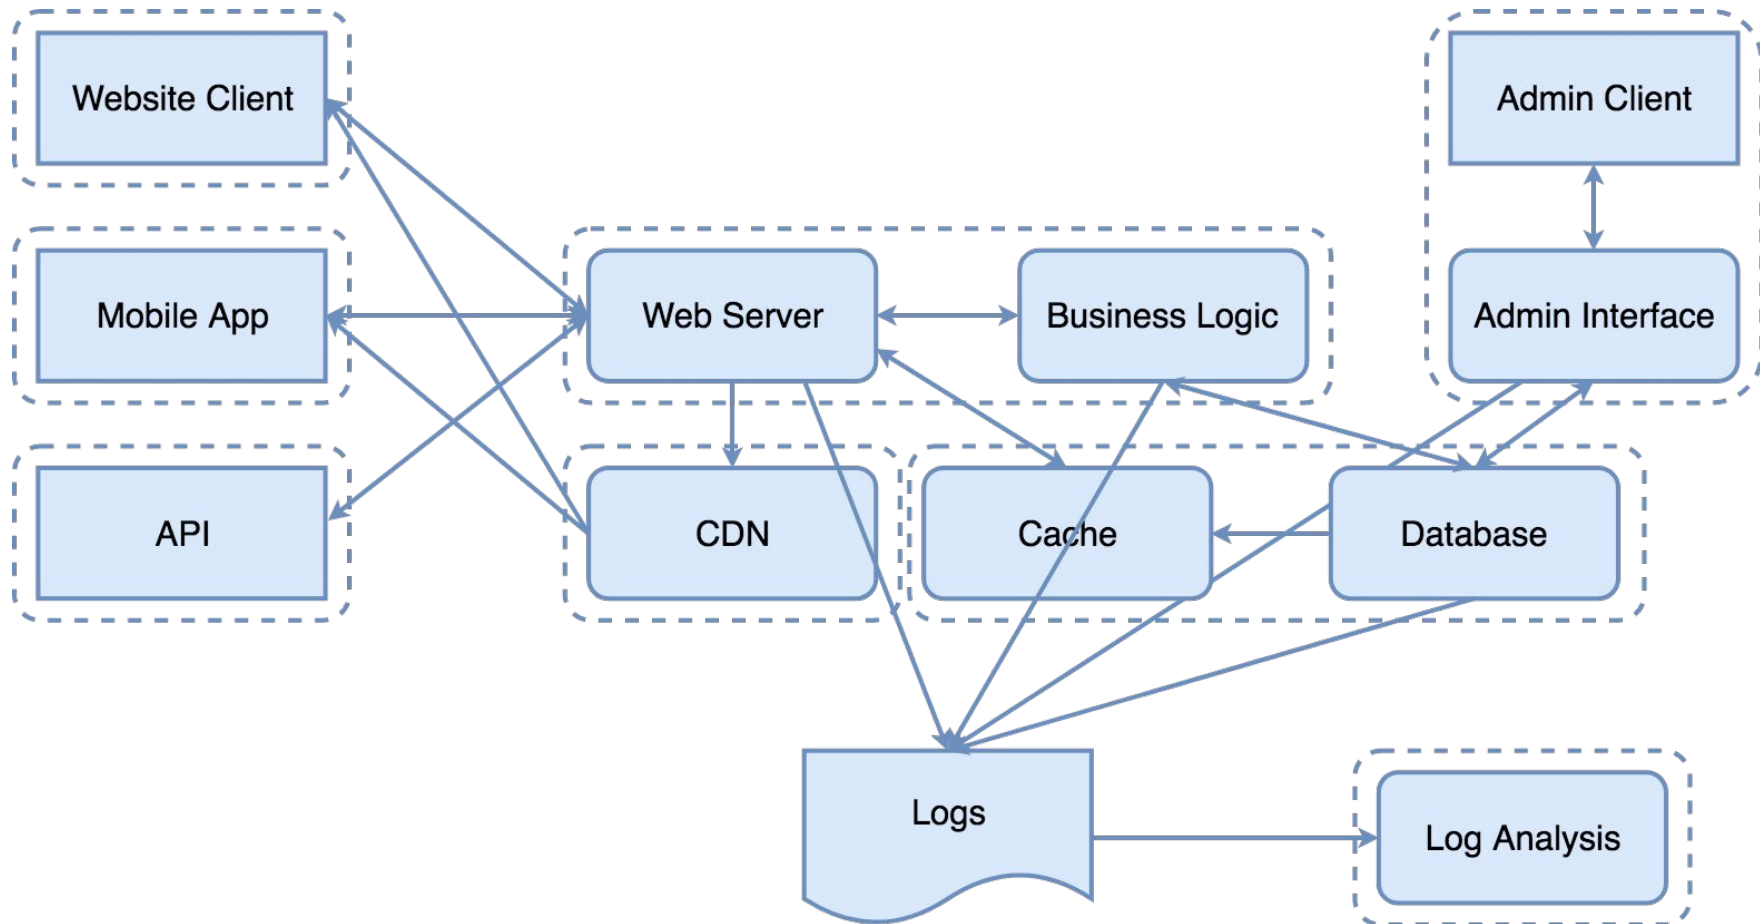 Website Client
Admin Client
Mobile App
Web Server
Business Logic
Admin Interface
API
CDN
Cache
Database
Logs
Log Analysis